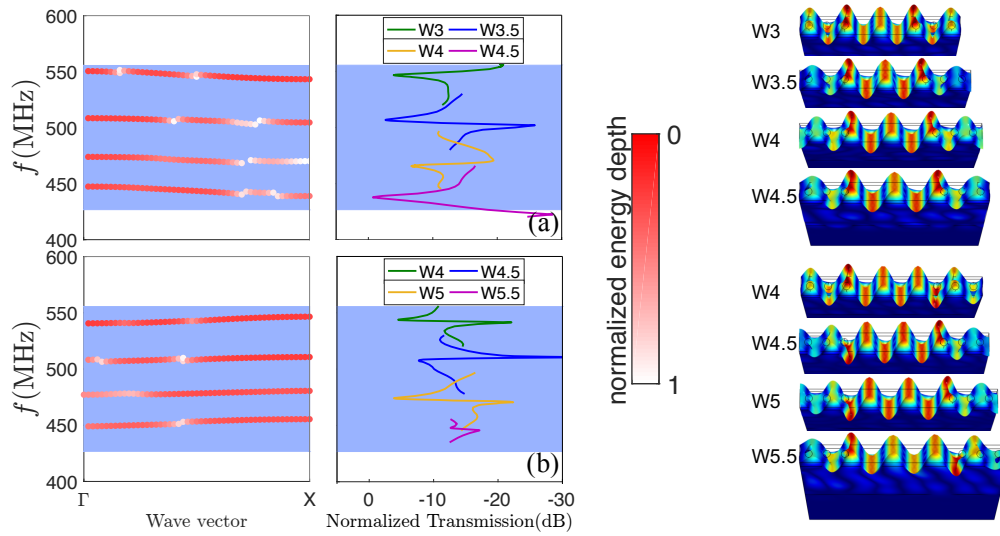 600
550
500
450
400
f (MHz)
W3 W3.5
W4 W4.5
(a)
600
550
500
450
400
f (MHz)
Γ X
Wave vector
W4 W4.5
W5 W5.5
(b)
0 -10 -20 -30
Normalized Transmission(dB)
normalized energy depth
0
1
W3
W3.5
W4
W4.5
W4
W4.5
W5
W5.5